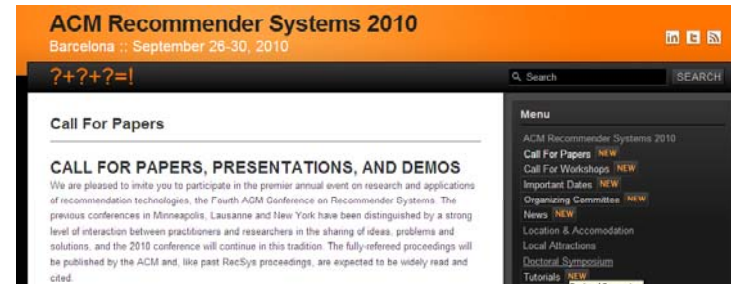 ACM Recommender Systems 2010
Barcelona :: September 26-30, 2010
?+?+?=!
Search
SEARCH
Call For Papers
CALL FOR PAPERS, PRESENTATIONS, AND DEMOS
We are pleased to invite you to participate in the premier annual event on research and applications
of recommendation technologies, the Fourth ACM Conference on Recommender Systems. The
previous conferences in Minneapolis, Lausanne and New York have been distinguished by a strong
level of interaction between practitioners and researchers in the sharing of ideas, problems and
solutions, and the 2010 conference will continue in this tradition. The fully-refereed proceedings will
be published by the ACM and, like past RecSys proceedings, are expected to be widely read and
cited.
Menu
ACM Recommender Systems 2010
Call For Papers NEW
Call For Workshops NEW
Important Dates NEW
Organizing Committee NEW
News NEW
Location & Accomodation
Local Attractions
Doctoral Symposium
Tutorials NEW